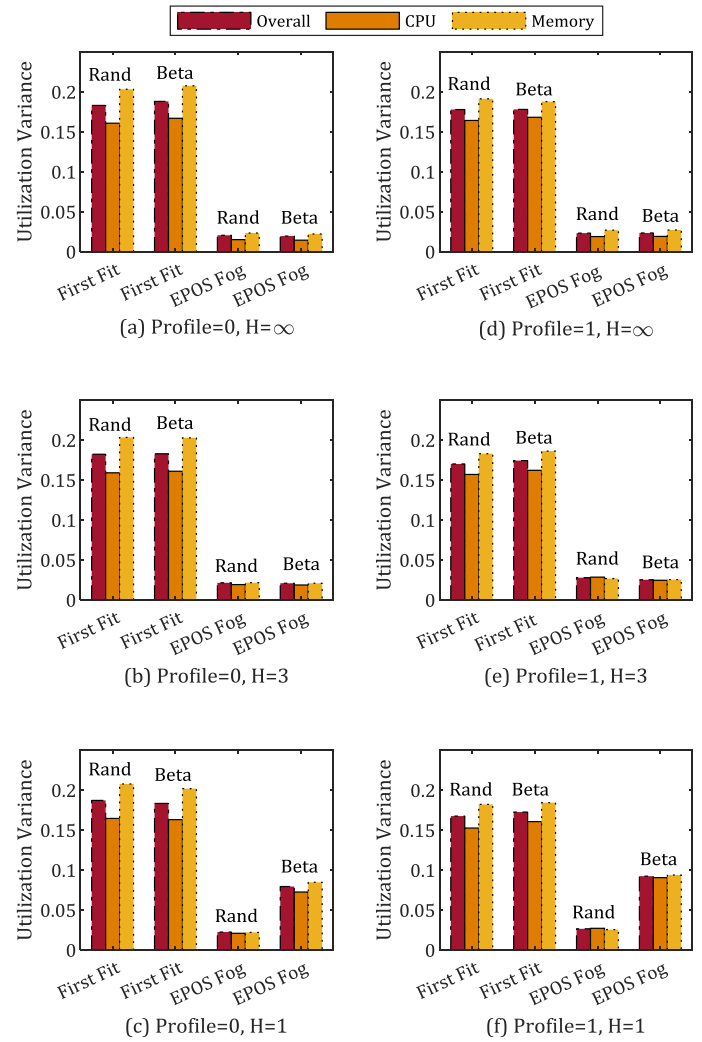 Overall CPU Memory
Utilization Variance
0.2
0.15
0.1
0.05
0
Rand
Beta
Rand
Beta
First Fit
First Fit
EPOS Fog
EPOS Fog
(a) Profile=0, H=∞
Utilization Variance
0.2
0.15
0.1
0.05
0
Rand
Beta
Rand
Beta
First Fit
First Fit
EPOS Fog
EPOS Fog
(d) Profile=1, H=∞
Utilization Variance
0.2
0.15
0.1
0.05
0
Rand
Beta
Rand
Beta
First Fit
First Fit
EPOS Fog
EPOS Fog
(b) Profile=0, H=3
Utilization Variance
0.2
0.15
0.1
0.05
0
Rand
Beta
Rand
Beta
First Fit
First Fit
EPOS Fog
EPOS Fog
(e) Profile=1, H=3
Utilization Variance
0.2
0.15
0.1
0.05
0
Rand
Beta
Rand
Beta
First Fit
First Fit
EPOS Fog
EPOS Fog
(c) Profile=0, H=1
Utilization Variance
0.2
0.15
0.1
0.05
0
Rand
Beta
Rand
Beta
First Fit
First Fit
EPOS Fog
EPOS Fog
(f) Profile=1, H=1